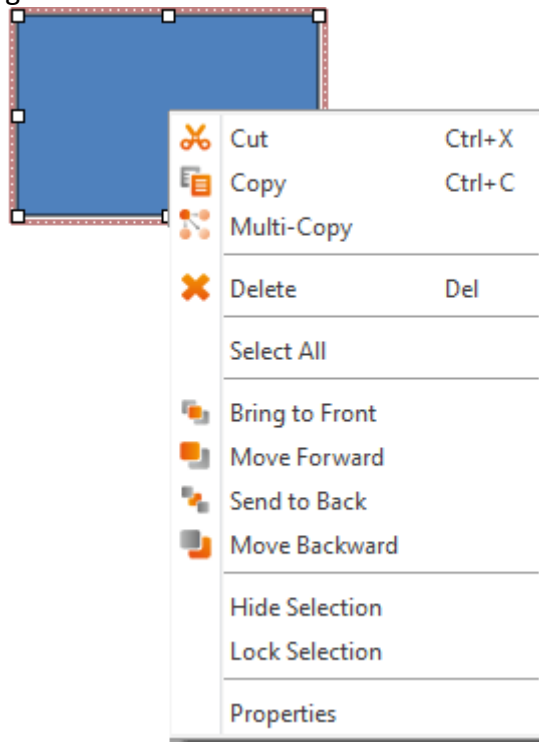 Cut Ctrl+X
Copy Ctrl+C
Multi-Copy
Delete Del
Select All
Bring to Front
Move Forward
Send to Back
Move Backward
Hide Selection
Lock Selection
Properties